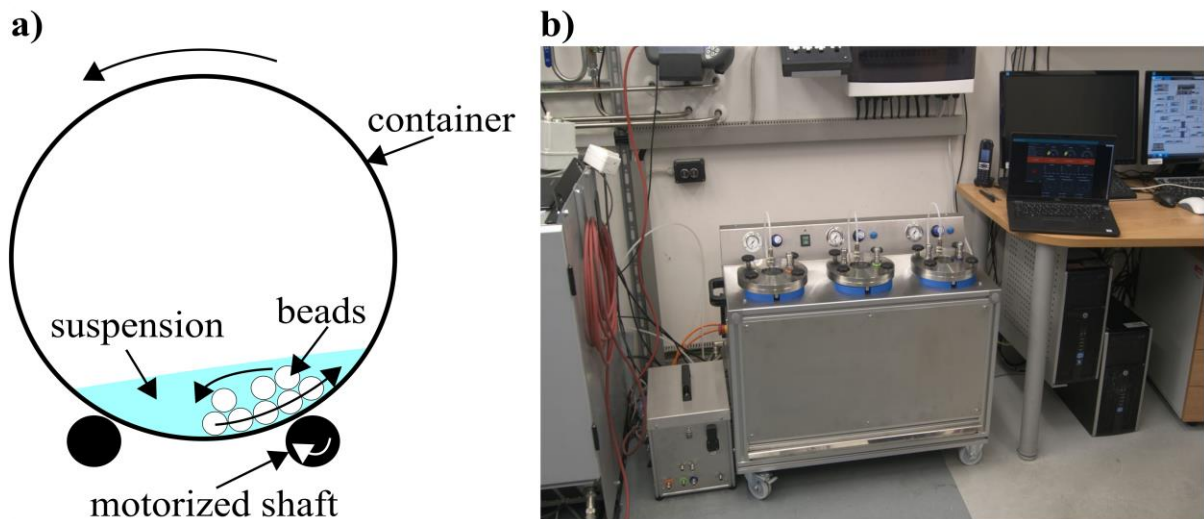 a)
b)
container
suspension
beads
motorized shaft